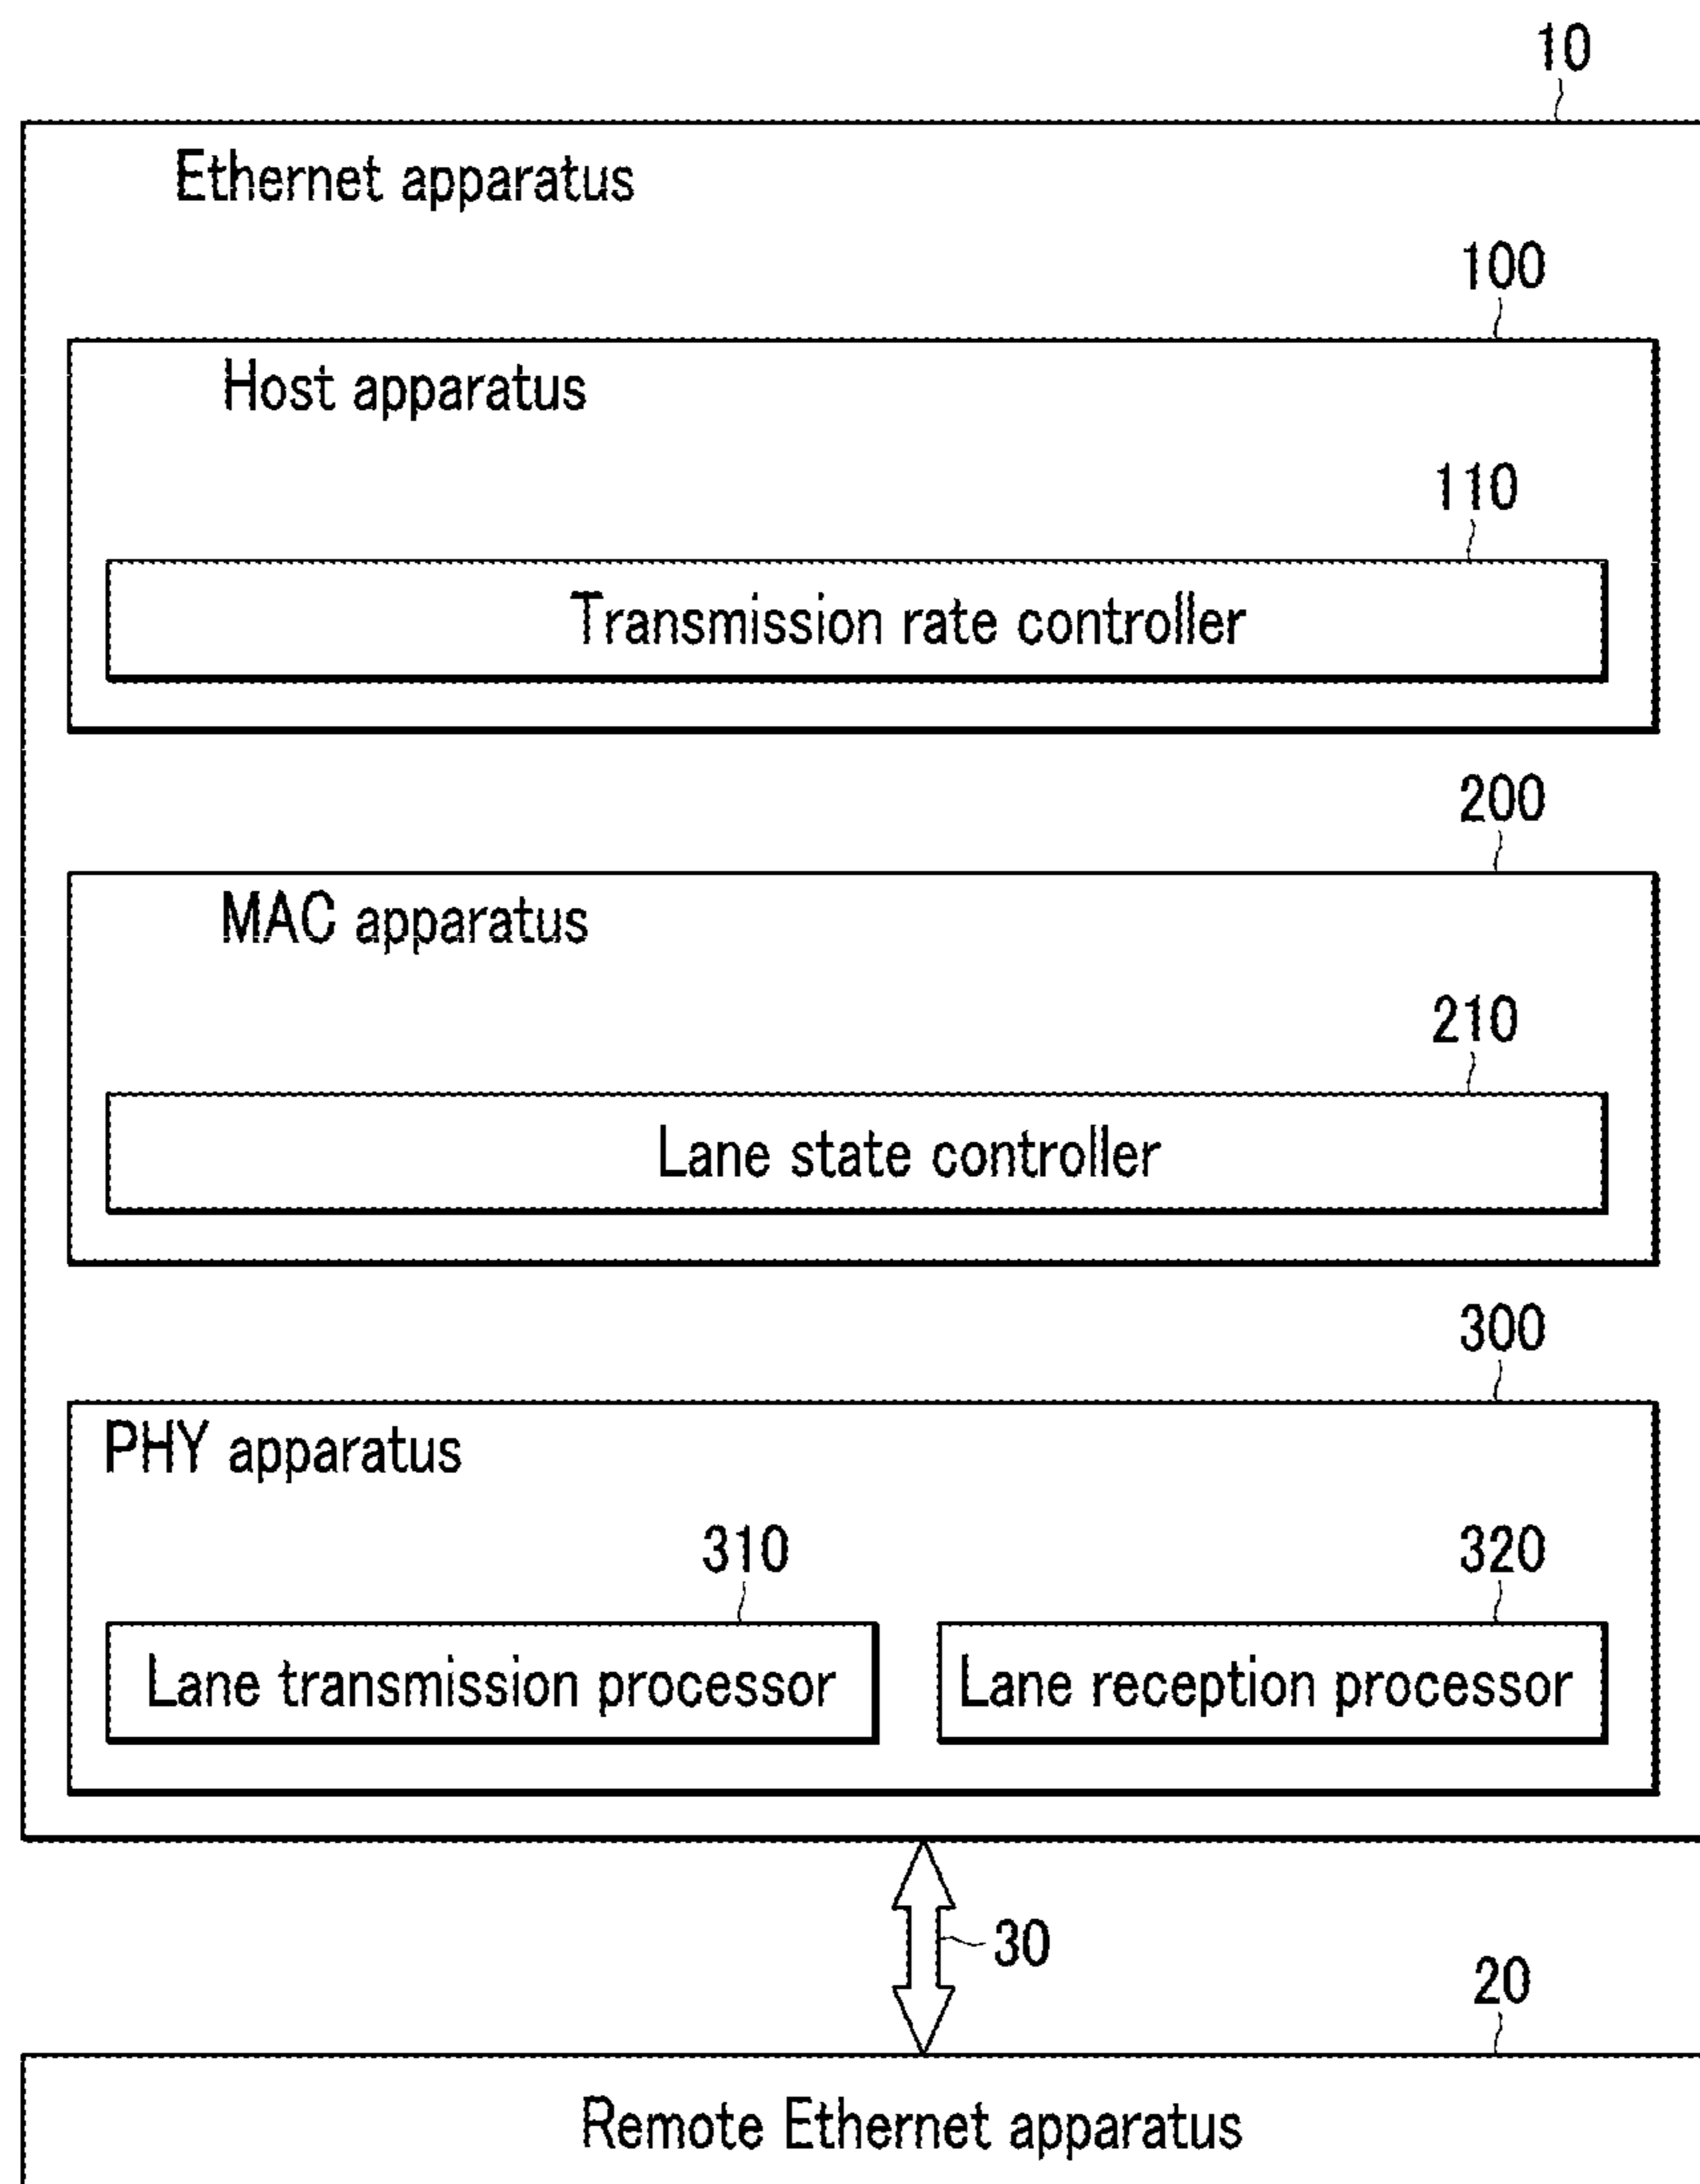 10
Ethernet apparatus
100
Host apparatus
110
Transmission rate controller
200
MAC apparatus
210
Lane state controller
300
PHY apparatus
310 320
Lane transmission processor Lane reception processor
30
20
Remote Ethernet apparatus